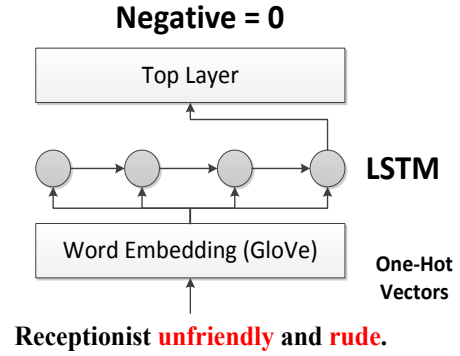 Negative = 0
Top Layer
LSTM
Word Embedding (GloVe)
One-Hot
Vectors
Receptionist unfriendly and rude.